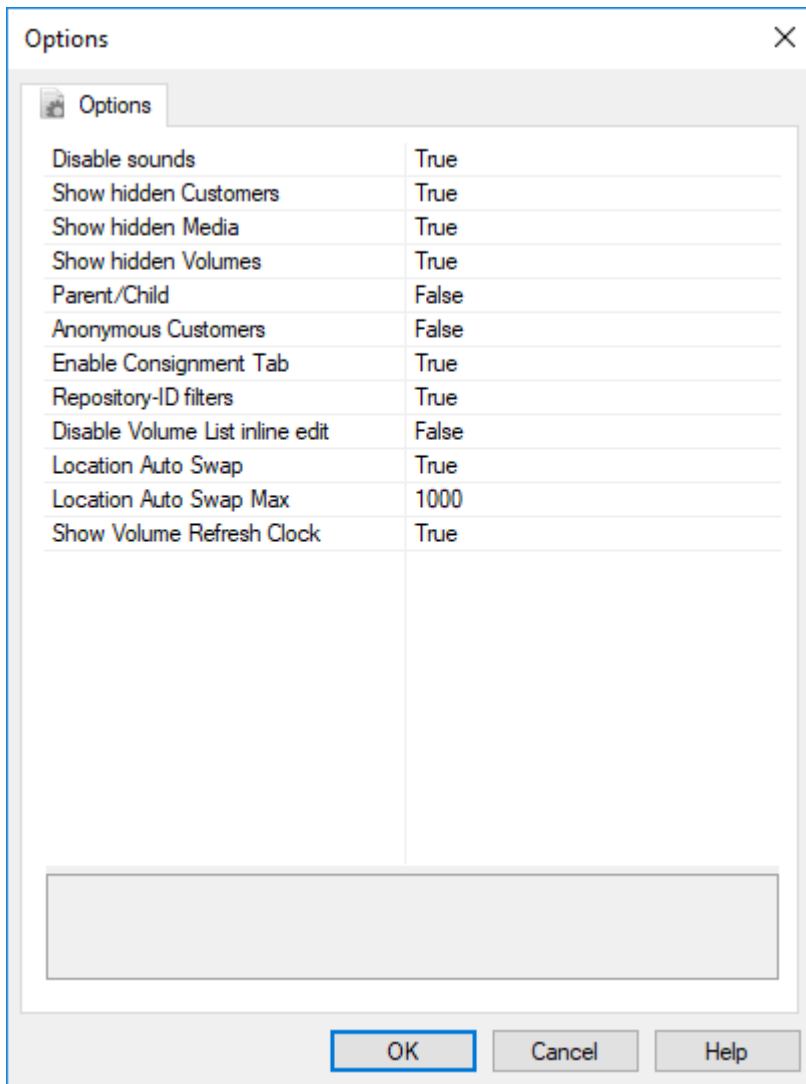 Options
Options
Disable sounds True
Show hidden Customers True
Show hidden Media True
Show hidden Volumes True
Parent/Child False
Anonymous Customers False
Enable Consignment Tab True
Repository-ID filters True
Disable Volume List inline edit False
Location Auto Swap True
Location Auto Swap Max 1000
Show Volume Refresh Clock True
OK Cancel Help